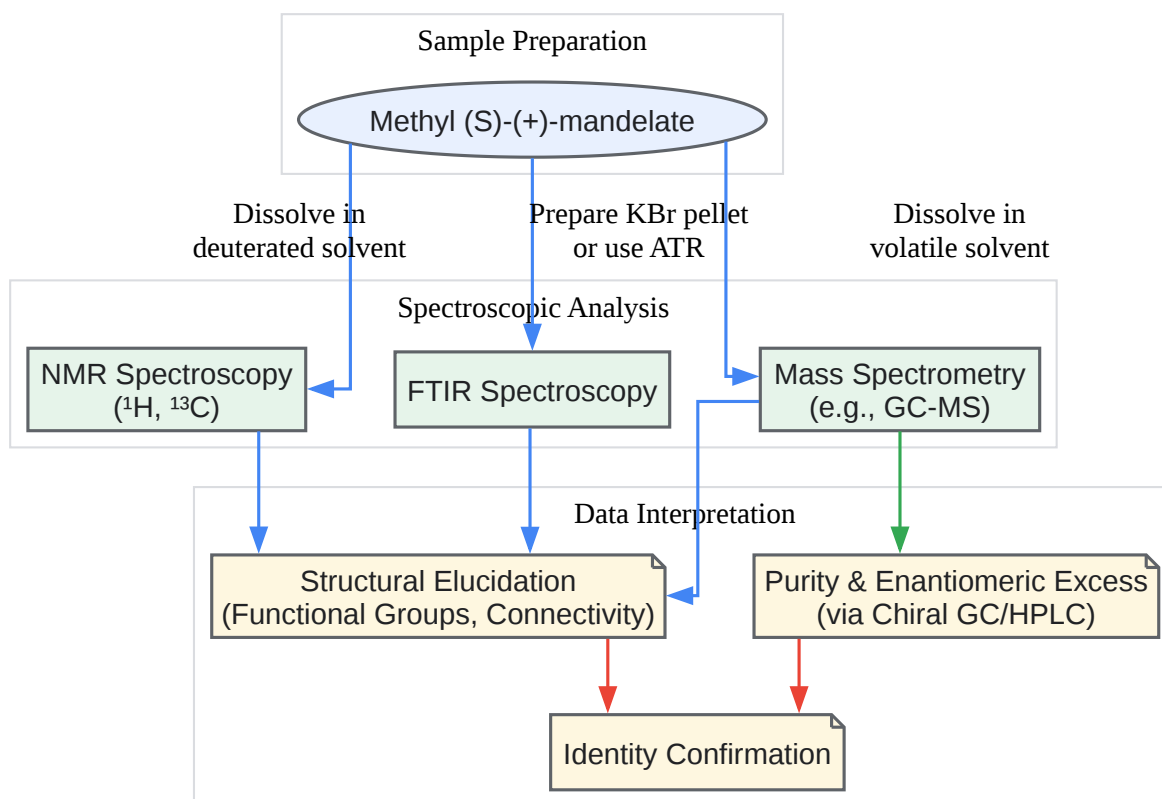 Sample Preparation
Methyl (S)-(+)-mandelate
Dissolve in
deuterated solvent
Prepare KBr pellet
or use ATR
Dissolve in
volatile solvent
Spectroscopic Analysis
NMR Spectroscopy
(¹H, ¹³C)
FTIR Spectroscopy
Mass Spectrometry
(e.g., GC-MS)
Data Interpretation
Structural Elucidation
(Functional Groups, Connectivity)
Purity & Enantiomeric Excess
(via Chiral GC/HPLC)
Identity Confirmation